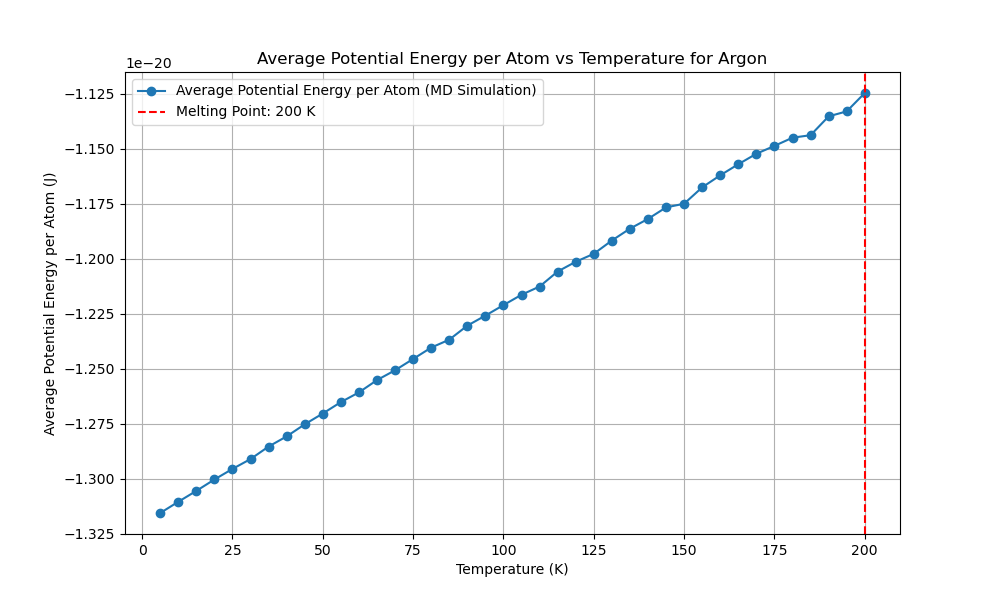 Average Potential Energy per Atom vs Temperature for Argon
1e−20
Average Potential Energy per Atom (MD Simulation)
Melting Point: 200 K
−1.125
−1.150
−1.175
−1.200
−1.225
−1.250
−1.275
−1.300
−1.325
Average Potential Energy per Atom (J)
0 25 50 75 100 125 150 175 200
Temperature (K)